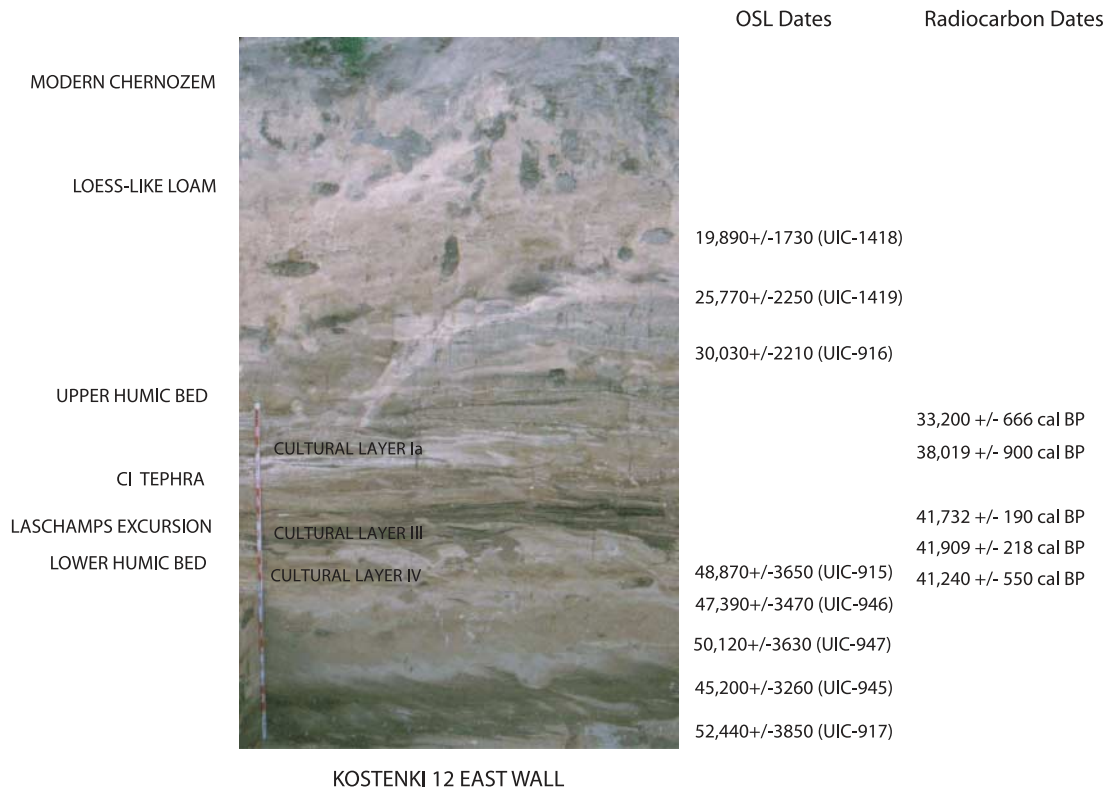 OSL Dates
Radiocarbon Dates
MODERN CHERNOZEM
LOESS-LIKE LOAM
19,890+/-1730 (UIC-1418)
25,770+/-2250 (UIC-1419)
30,030+/-2210 (UIC-916)
UPPER HUMIC BED
33,200 +/- 666 cal BP
CULTURAL LAYER Ia
38,019 +/- 900 cal BP
CI TEPHRA
LASCHAMPS EXCURSION
41,732 +/- 190 cal BP
CULTURAL LAYER III
41,909 +/- 218 cal BP
LOWER HUMIC BED
CULTURAL LAYER IV
48,870+/-3650 (UIC-915)
41,240 +/- 550 cal BP
47,390+/-3470 (UIC-946)
50,120+/-3630 (UIC-947)
45,200+/-3260 (UIC-945)
52,440+/-3850 (UIC-917)
KOSTENKI 12 EAST WALL